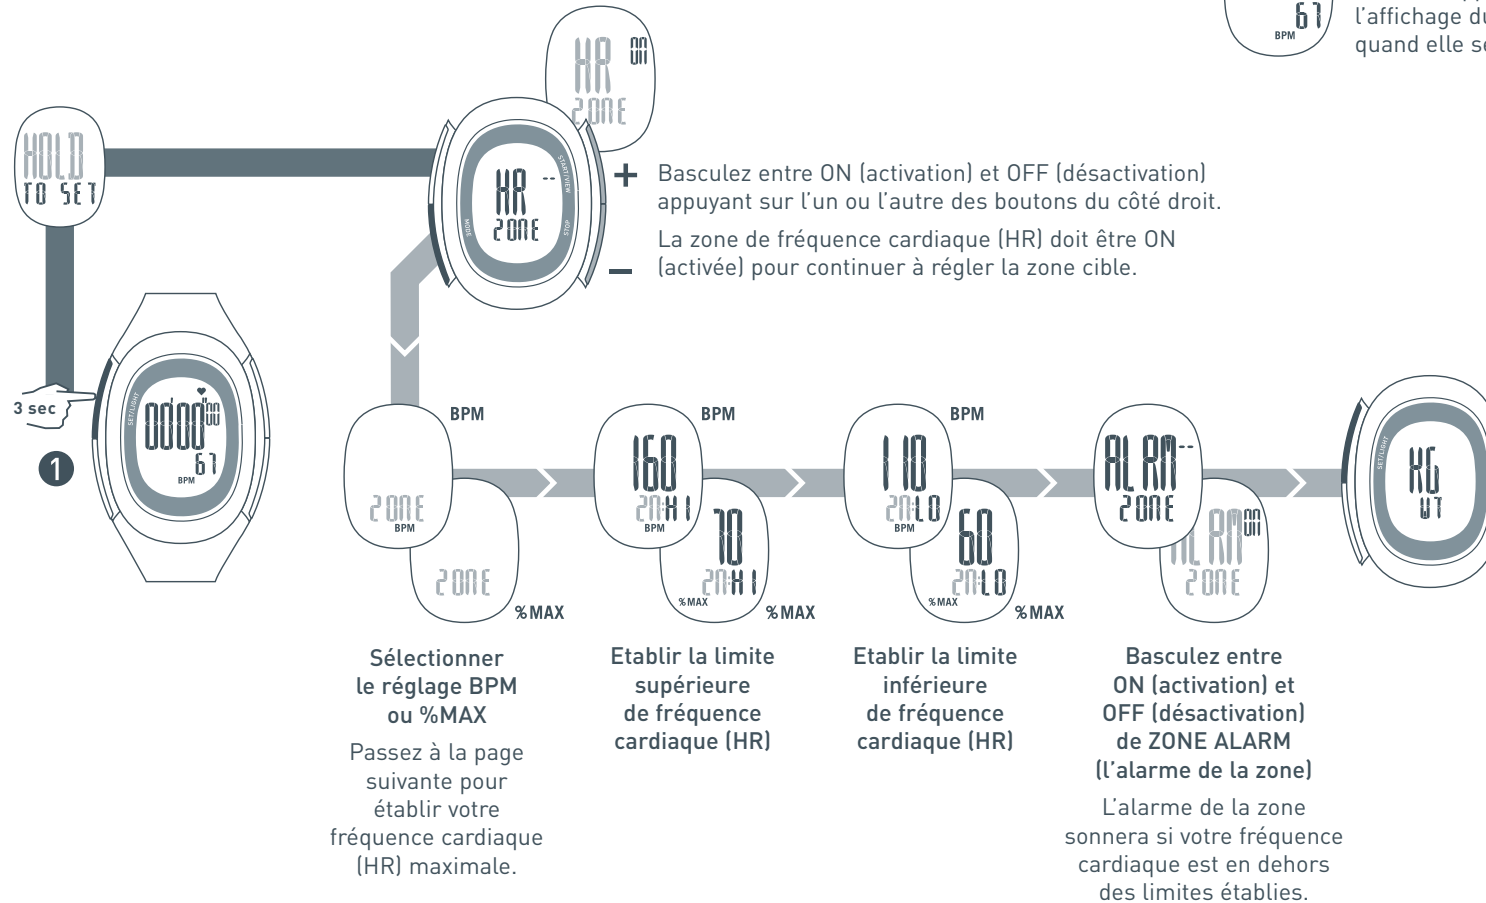 BPM 67
l’affichage du
quand elle se
HR ON
ZONE
HOLD
TO SET
HR --
ZONE
START/VIEW
MODE
STOP
+ Basculez entre ON (activation) et OFF (désactivation)
appuyant sur l’un ou l’autre des boutons du côté droit.
La zone de fréquence cardiaque (HR) doit être ON
– (activée) pour continuer à régler la zone cible.
3 sec
1
SET/LIGHT
00'00"00
67
BPM
BPM
ZONE
BPM
ZONE
%MAX
BPM
160
ZN:HI
BPM
70
ZN:HI
%MAX
%MAX
BPM
110
ZN:LO
BPM
60
ZN:LO
%MAX
%MAX
ALRM--
ZONE
ALRM ON
ZONE
SET/LIGHT
KG
WT
Sélectionner
le réglage BPM
ou %MAX
Passez à la page
suivante pour
établir votre
fréquence cardiaque
(HR) maximale.
Etablir la limite
supérieure
de fréquence
cardiaque (HR)
Etablir la limite
inférieure
de fréquence
cardiaque (HR)
Basculez entre
ON (activation) et
OFF (désactivation)
de ZONE ALARM
(l’alarme de la zone)
L’alarme de la zone
sonnera si votre fréquence
cardiaque est en dehors
des limites établies.